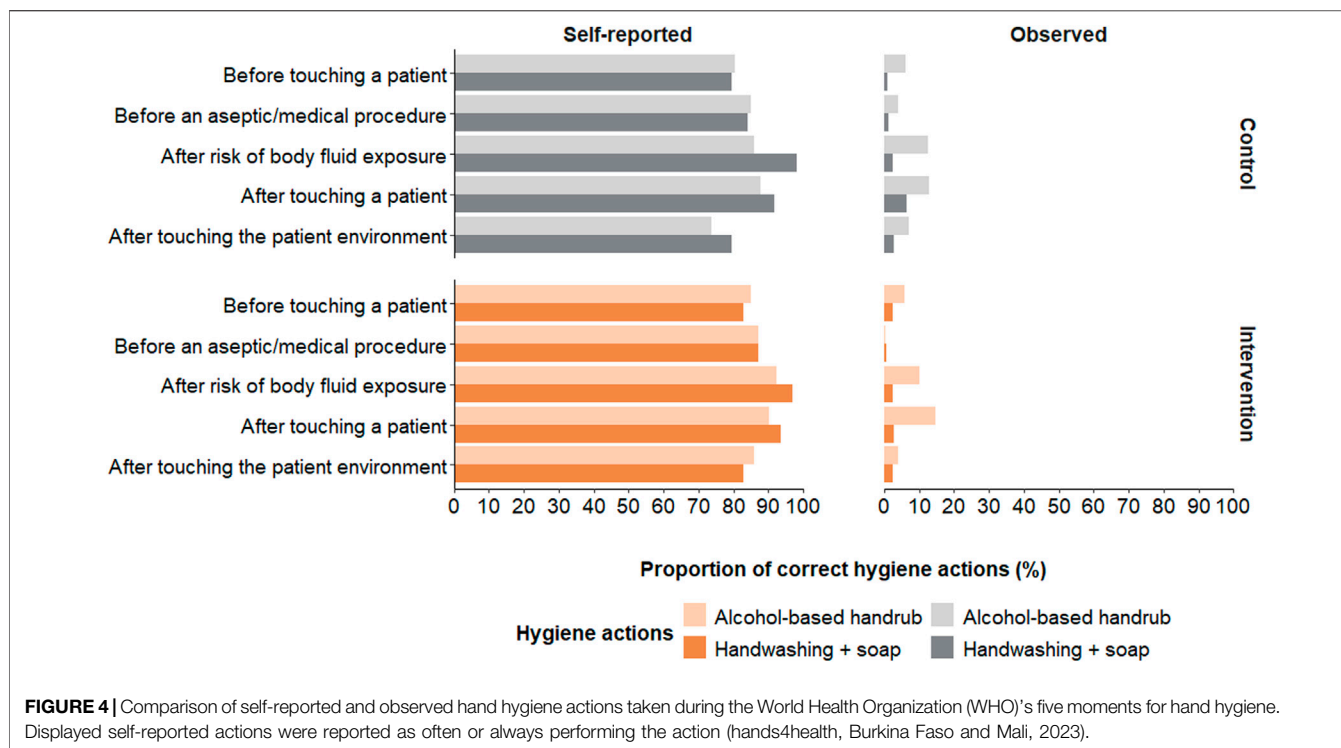 Self-reported Observed
Before touching a patient
Before an aseptic/medical procedure
After risk of body fluid exposure
After touching a patient
After touching the patient environment
Control
Before touching a patient
Before an aseptic/medical procedure
After risk of body fluid exposure
After touching a patient
After touching the patient environment
Intervention
0 10 20 30 40 50 60 70 80 90 100 0 10 20 30 40 50 60 70 80 90 100
Proportion of correct hygiene actions (%)
Hygiene actions
Alcohol-based handrub Alcohol-based handrub
Handwashing + soap Handwashing + soap
FIGURE 4 | Comparison of self-reported and observed hand hygiene actions taken during the World Health Organization (WHO)'s five moments for hand hygiene.
Displayed self-reported actions were reported as often or always performing the action (hands4health, Burkina Faso and Mali, 2023).